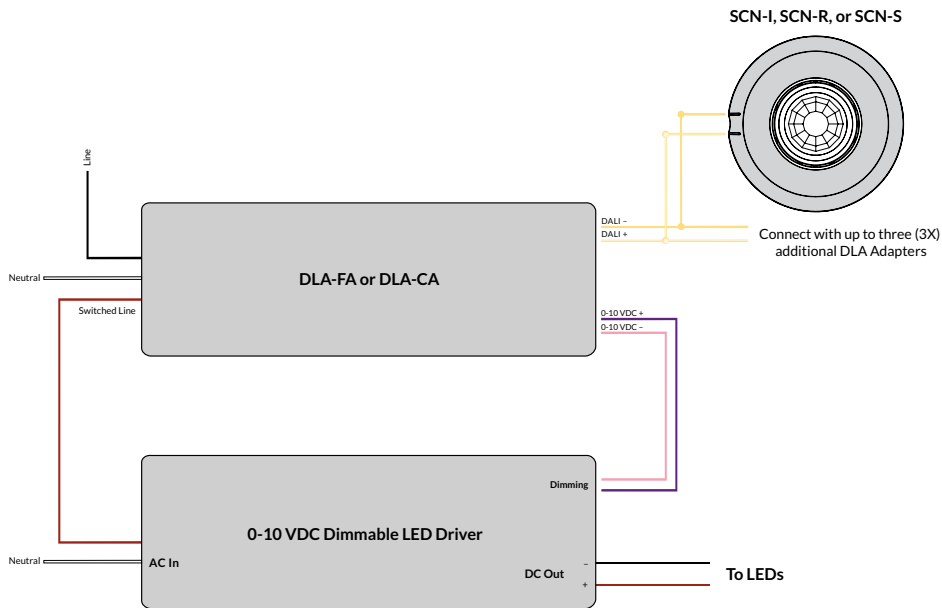 SCN-I, SCN-R, or SCN-S
Line
DALI –
DALI +
Connect with up to three (3X)
additional DLA Adapters
Neutral
DLA-FA or DLA-CA
Switched Line
0-10 VDC +
0-10 VDC –
Dimming
0-10 VDC Dimmable LED Driver
Neutral
AC In
DC Out
–
+
To LEDs